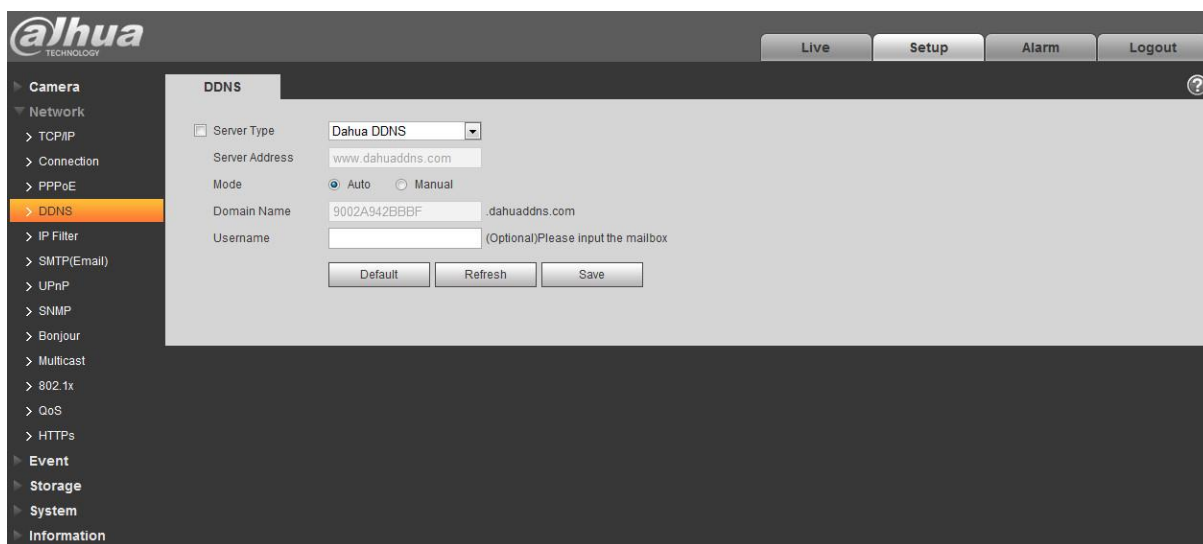 alhua
TECHNOLOGY
Live Setup Alarm Logout
Camera
Network
TCP/IP
Connection
PPPoE
DDNS
IP Filter
SMTP(Email)
UPnP
SNMP
Bonjour
Multicast
802.1x
QoS
HTTPs
Event
Storage
System
Information
DDNS
?
Server Type Dahua DDNS
Server Address www.dahuaddns.com
Mode Auto Manual
Domain Name 9002A942BBBF .dahuaddns.com
Username (Optional)Please input the mailbox
Default Refresh Save